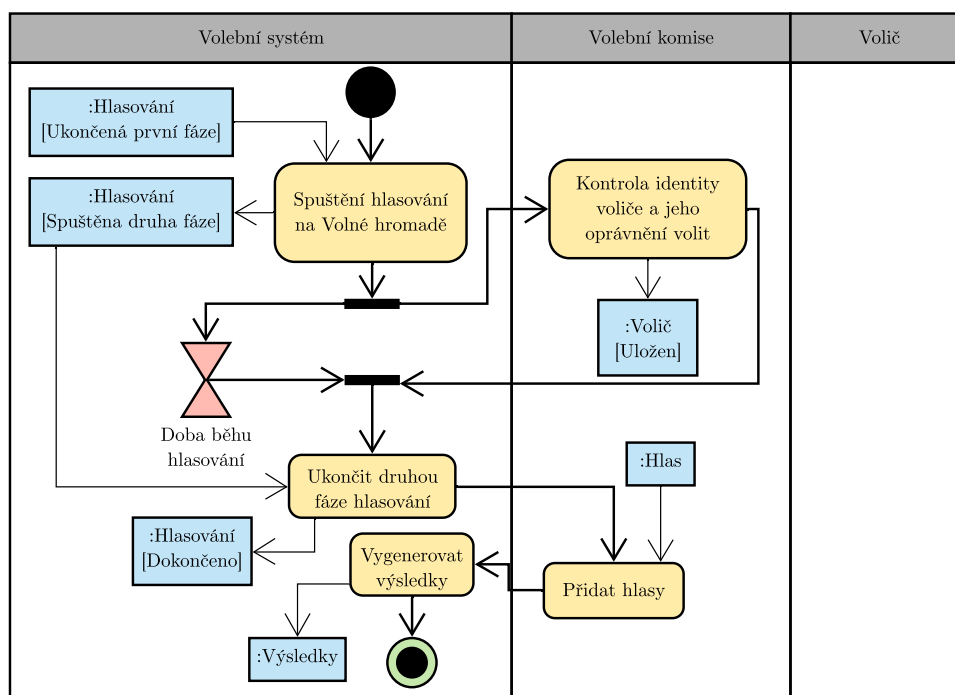 Volební systém
Volební komise
Volič
:Hlasování
[Ukončená první fáze]
Spuštění hlasování
na Volné hromadě
Kontrola identity
voliče a jeho
oprávnění volit
:Hlasování
[Spuštěna druha fáze]
:Volič
[Uložen]
Doba běhu
hlasování
:Hlas
Ukončit druhou
fáze hlasování
:Hlasování
[Dokončeno]
Vygenerovat
výsledky
Přidat hlasy
:Výsledky